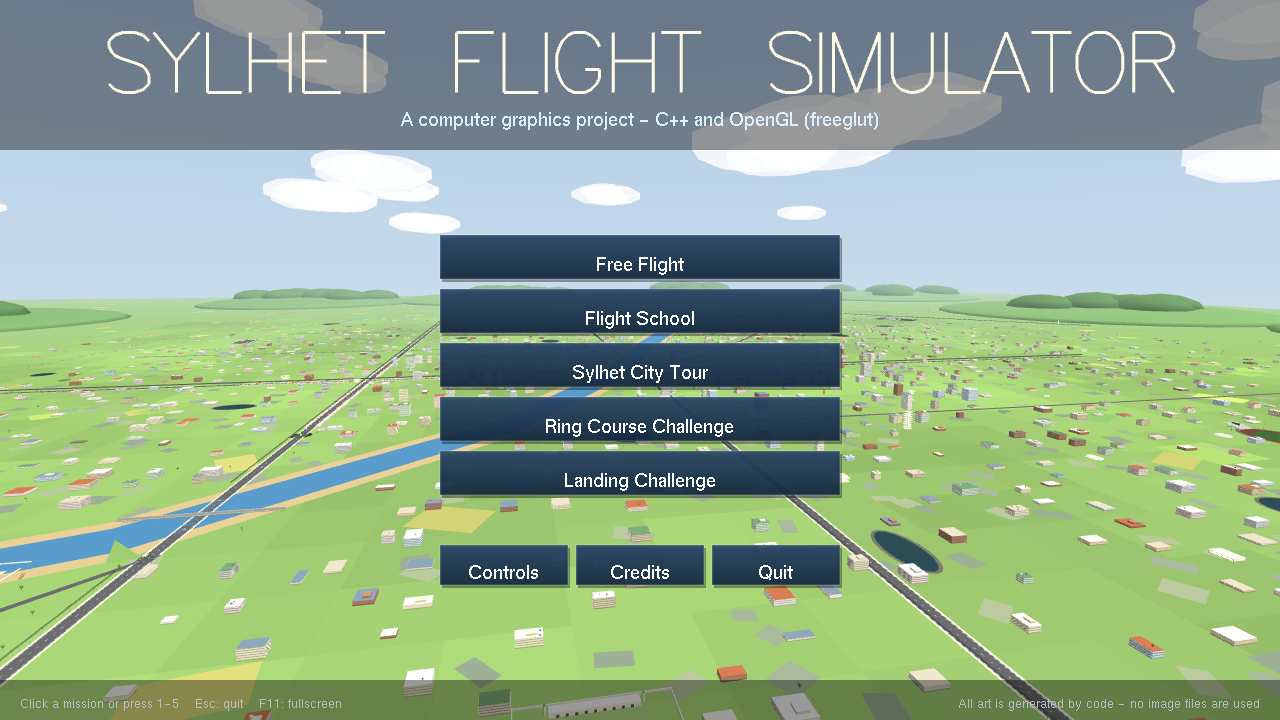 SYLHET FLIGHT SIMULATOR
A computer graphics project - C++ and OpenGL (freeglut)
Free Flight
Flight School
Sylhet City Tour
Ring Course Challenge
Landing Challenge
Controls Credits Quit
Click a mission or press 1-5 Esc: quit F11: fullscreen
All art is generated by code - no image files are used